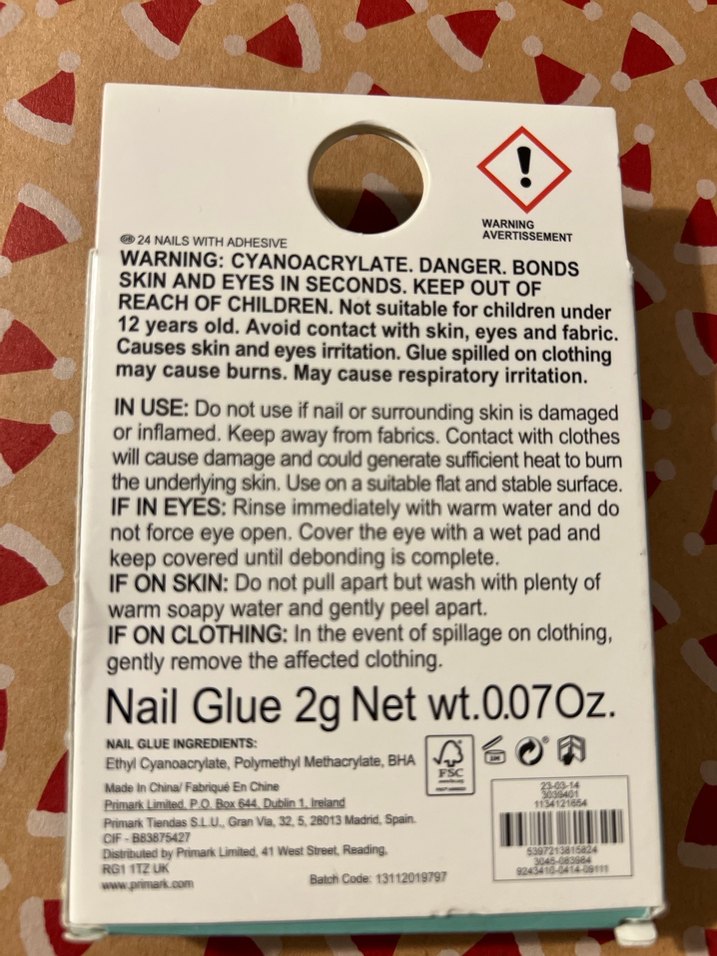 WARNING
AVERTISSEMENT
GB 24 NAILS WITH ADHESIVE
WARNING: CYANOACRYLATE. DANGER. BONDS
SKIN AND EYES IN SECONDS. KEEP OUT OF
REACH OF CHILDREN. Not suitable for children under
12 years old. Avoid contact with skin, eyes and fabric.
Causes skin and eyes irritation. Glue spilled on clothing
may cause burns. May cause respiratory irritation.
IN USE: Do not use if nail or surrounding skin is damaged
or inflamed. Keep away from fabrics. Contact with clothes
will cause damage and could generate sufficient heat to burn
the underlying skin. Use on a suitable flat and stable surface.
IF IN EYES: Rinse immediately with warm water and do
not force eye open. Cover the eye with a wet pad and
keep covered until debonding is complete.
IF ON SKIN: Do not pull apart but wash with plenty of
warm soapy water and gently peel apart.
IF ON CLOTHING: In the event of spillage on clothing,
gently remove the affected clothing.
Nail Glue 2g Net wt.0.07Oz.
NAIL GLUE INGREDIENTS:
Ethyl Cyanoacrylate, Polymethyl Methacrylate, BHA
FSC
Made In China/ Fabriqué En Chine
Primark Limited, P.O. Box 644, Dublin 1, Ireland
Primark Tiendas S.L.U., Gran Via, 32, 5, 28013 Madrid, Spain.
CIF - B83875427
Distributed by Primark Limited, 41 West Street, Reading,
RG1 1TZ UK
www.primark.com
Batch Code: 13112019797
23-03-14
3039401
1134121664
5397213815824
3045-083984
9243410-0414-09111